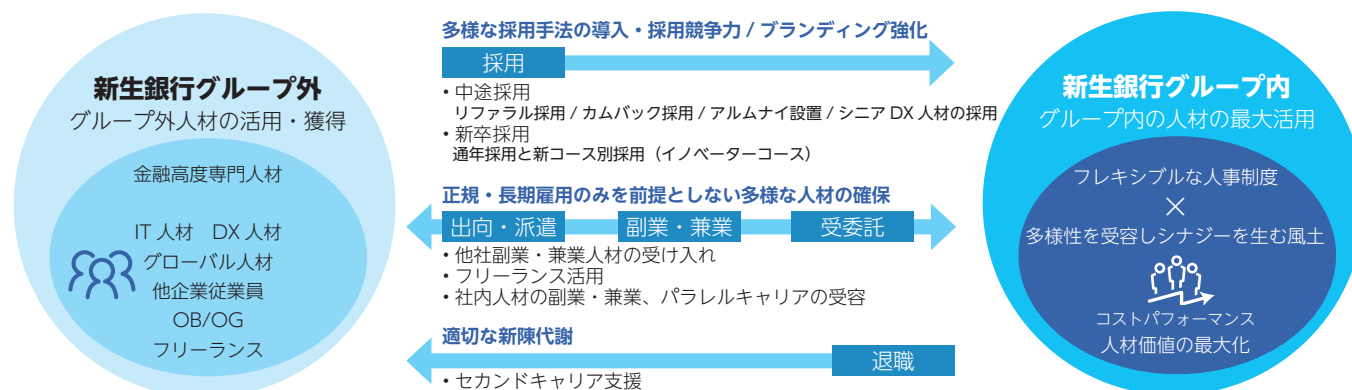 新生銀行グループ外
グループ外人材の活用・獲得
金融高度専門人材
IT 人材 DX 人材
グローバル人材
他企業従業員
OB/OG
フリーランス
多様な採用手法の導入・採用競争力 / ブランディング強化
採用
• 中途採用
リファラル採用 / カムバック採用 / アルムナイ設置 / シニア DX 人材の採用
• 新卒採用
通年採用と新コース別採用（イノベーターコース）
正規・長期雇用のみを前提としない多様な人材の確保
出向・派遣 副業・兼業 受委託
• 他社副業・兼業人材の受け入れ
• フリーランス活用
• 社内人材の副業・兼業、パラレルキャリアの受容
適切な新陳代謝
退職
• セカンドキャリア支援
新生銀行グループ内
グループ内の人材の最大活用
フレキシブルな人事制度
×
多様性を受容しシナジーを生む風土
コストパフォーマンス
人材価値の最大化